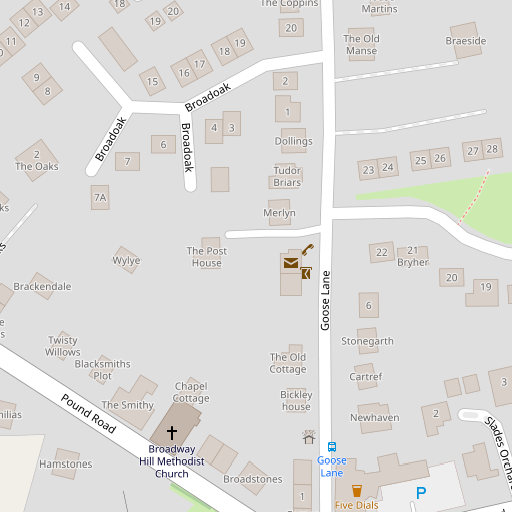 The Coppins
Martins
12
13
14
18
19
20
20
11
10
The Old
Manse
Braeside
15
16
17
18
19
9
8
2
Broadoak
1
Broadoak
Broadoak
4
3
6
Dollings
2
The Oaks
7
23
24
25
26
27
28
Tudor
Briars
7A
Merlyn
Wylye
The Post
House
22
21
Bryher
20
19
Brackendale
Goose Lane
6
Twisty
Willows
Stonegarth
Blacksmiths
Plot
The Old
Cottage
Cartref
3
Chapel
Cottage
Bickley
house
The Smithy
Pound Road
Newhaven
2
Slades Orchard
Broadway
Hill Methodist
Church
Hamstones
Goose
Lane
Broadstones
1
P
Five Dials